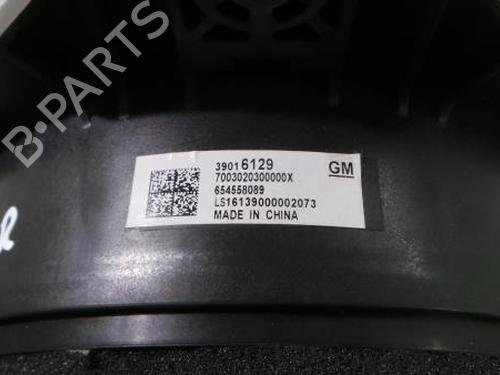 B-PARTS
39016129
GM
7003020300000X
654558089
LS16139000002073
MADE IN CHINA
R